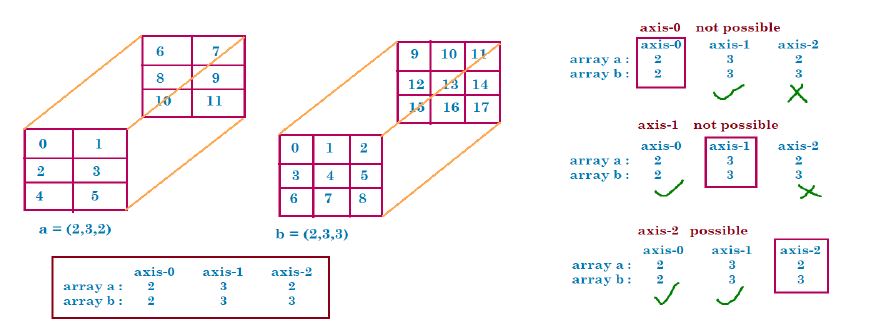 6 7
8 9
10 11
0 1
2 3
4 5
a = (2,3,2)
9 10 11
12 13 14
15 16 17
0 1 2
3 4 5
6 7 8
b = (2,3,3)
axis-0 axis-1 axis-2
array a : 2 3 2
array b : 2 3 3
axis-0 not possible
axis-0 axis-1 axis-2
array a : 2 3 2
array b : 2 3 3
axis-1 not possible
axis-0 axis-1 axis-2
array a : 2 3 2
array b : 2 3 3
axis-2 possible
axis-0 axis-1 axis-2
array a : 2 3 2
array b : 2 3 3